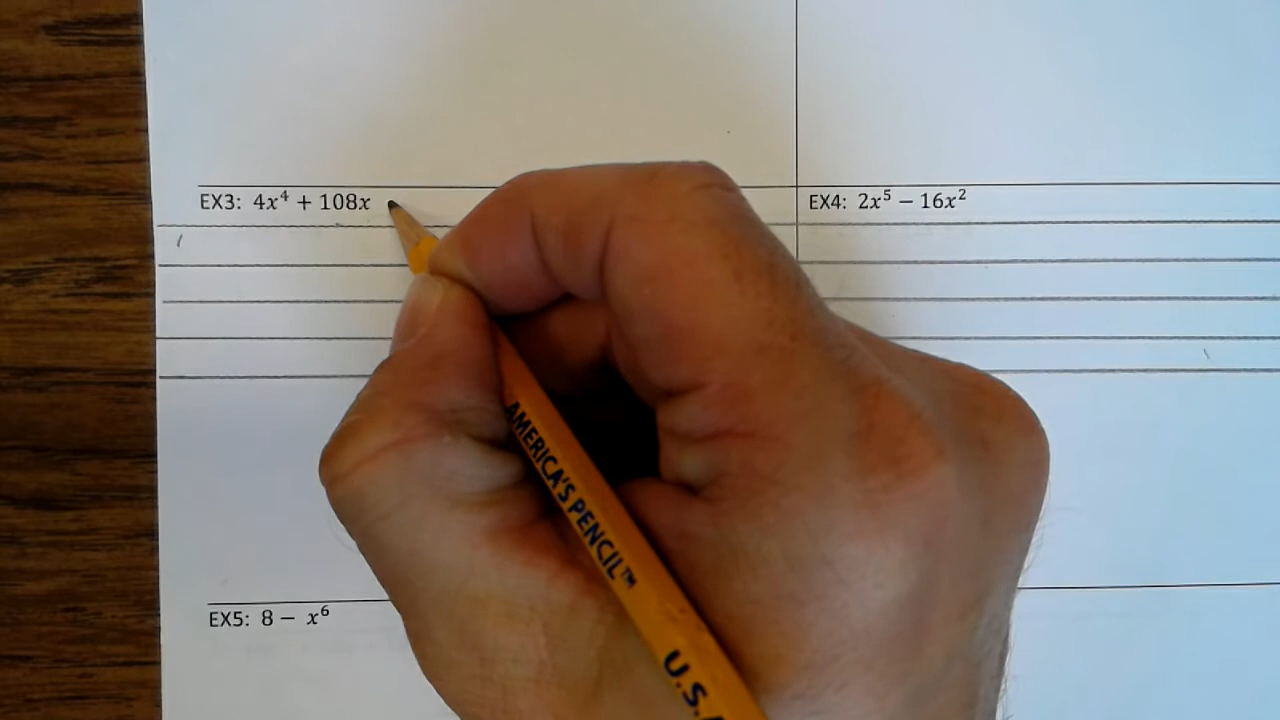 EX3: 4x⁴ + 108x
EX4: 2x⁵ − 16x²
AMERICA'S PENCIL™
U.S.A
EX5: 8 − x⁶